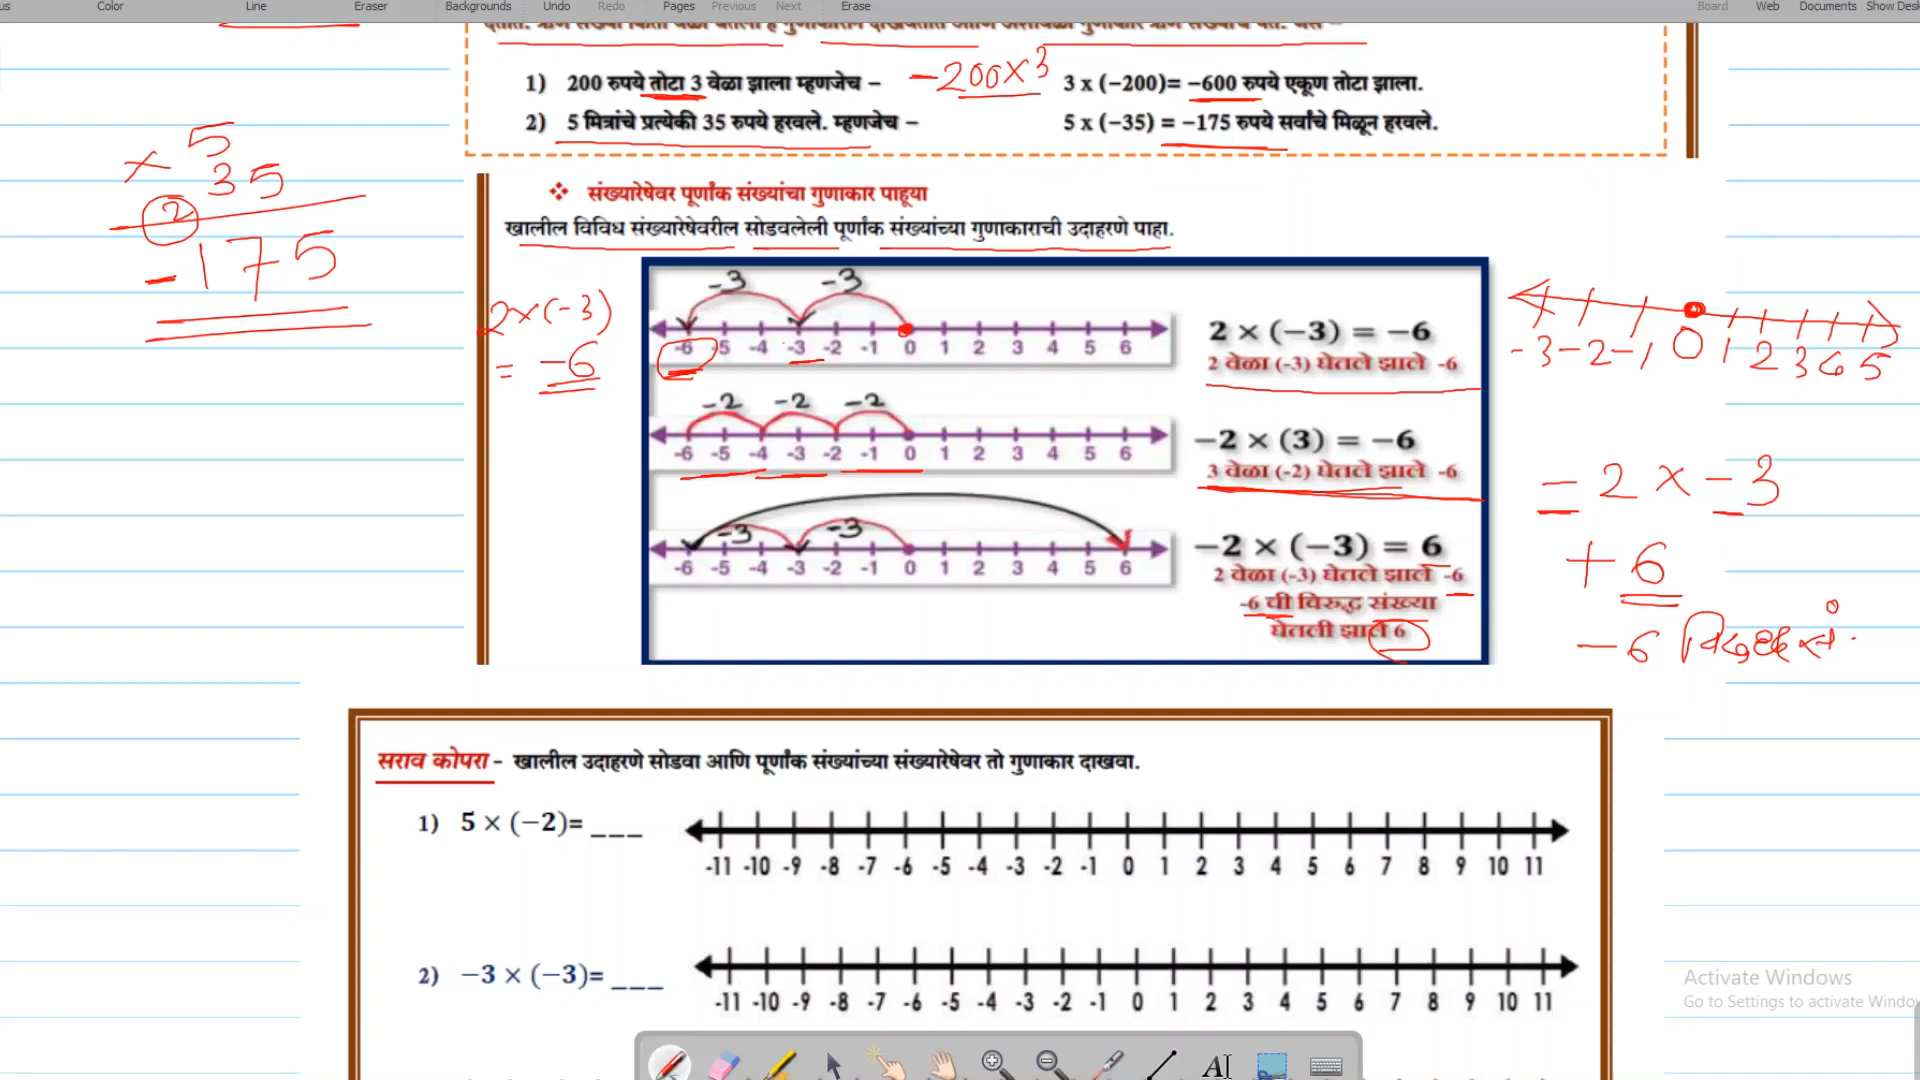 Color Line Eraser Backgrounds Undo Redo Pages Previous Next Erase Board Web Documents Show Desk
1) 200 रुपये तोटा 3 वेळा झाला म्हणजेच – -200×3 3 x (–200)= –600 रुपये एकूण तोटा झाला.
2) 5 मित्रांचे प्रत्येकी 35 रुपये हरवले. म्हणजेच – 5 x (–35) = –175 रुपये सर्वांचे मिळून हरवले.
5
× 35
2
-175
❖ संख्यारेषेवर पूर्णांक संख्यांचा गुणाकार पाहूया
खालील विविध संख्यारेषेवरील सोडवलेली पूर्णांक संख्यांच्या गुणाकाराची उदाहरणे पाहा.
2×(-3)
= -6
-3 -3
-6 -5 -4 -3 -2 -1 0 1 2 3 4 5 6
2 × (−3) = −6
2 वेळा (-3) घेतले झाले -6
-3 -2 -1 0 1 2 3 6 5
-2 -2 -2
-6 -5 -4 -3 -2 -1 0 1 2 3 4 5 6
−2 × (3) = −6
3 वेळा (-2) घेतले झाले -6
-3 -3
-6 -5 -4 -3 -2 -1 0 1 2 3 4 5 6
−2 × (−3) = 6
2 वेळा (-3) घेतले झाले -6
-6 ची विरुद्ध संख्या
घेतली झाले 6
-2 × -3
+6
-6
सराव कोपरा - खालील उदाहरणे सोडवा आणि पूर्णांक संख्यांच्या संख्यारेषेवर तो गुणाकार दाखवा.
1) 5 × (−2)= ___
-11 -10 -9 -8 -7 -6 -5 -4 -3 -2 -1 0 1 2 3 4 5 6 7 8 9 10 11
2) −3 × (−3)= ___
-11 -10 -9 -8 -7 -6 -5 -4 -3 -2 -1 0 1 2 3 4 5 6 7 8 9 10 11
Activate Windows
Go to Settings to activate Windo